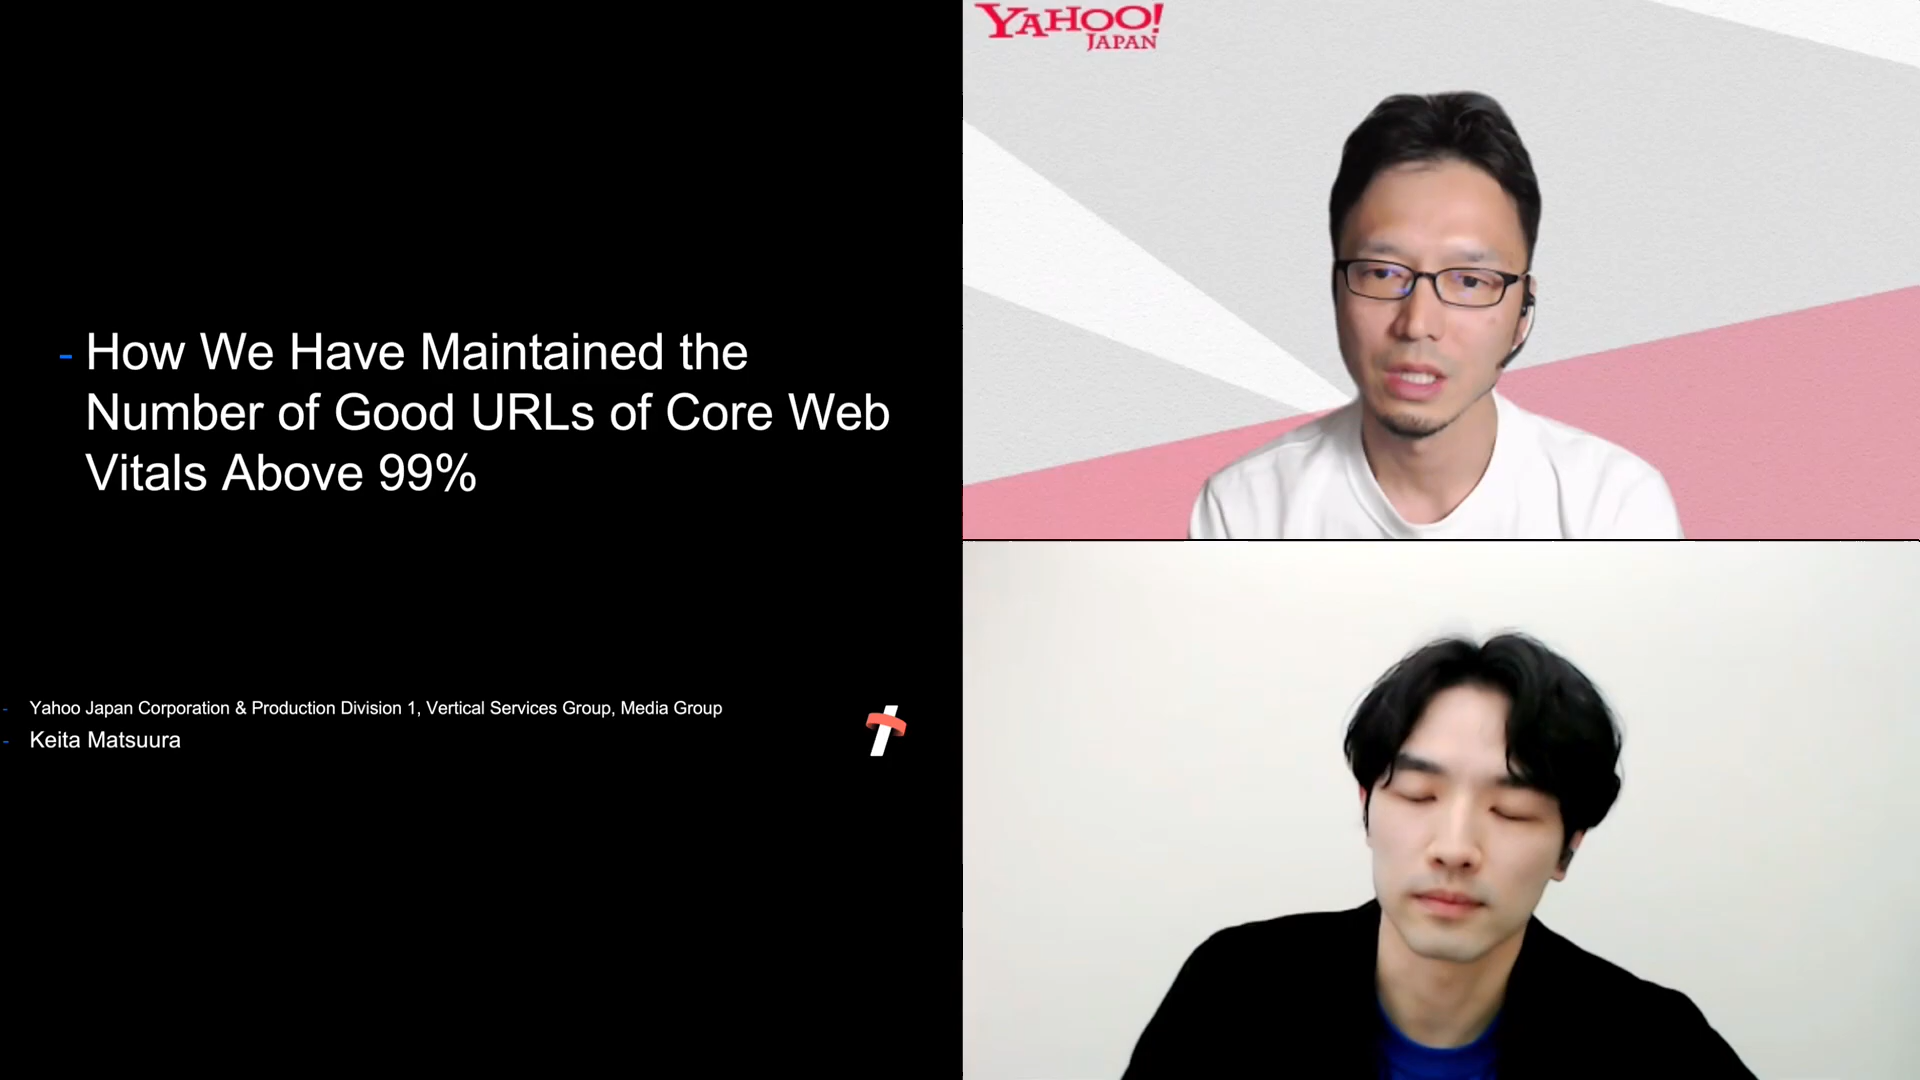 - How We Have Maintained the
Number of Good URLs of Core Web
Vitals Above 99%
- Yahoo Japan Corporation & Production Division 1, Vertical Services Group, Media Group
- Keita Matsuura
YAHOO!
JAPAN